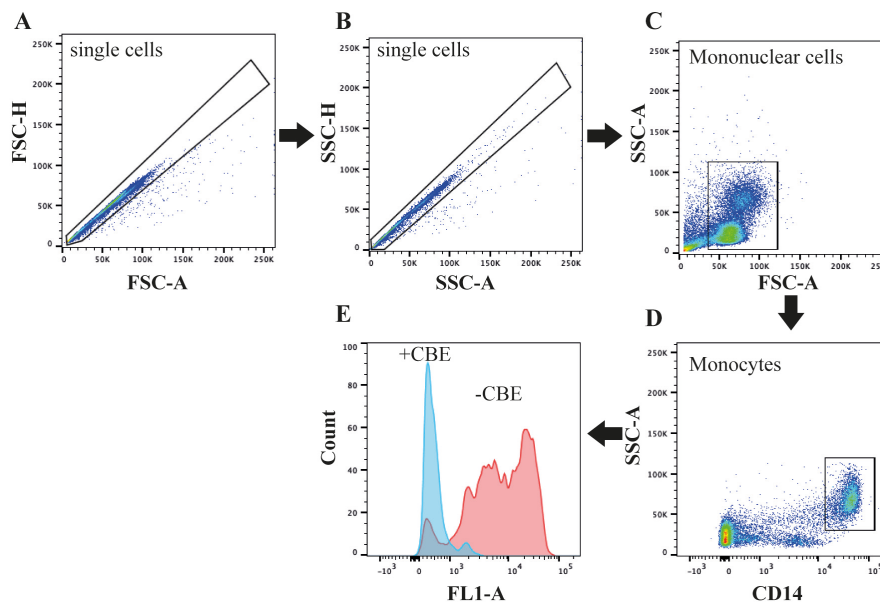 A
single cells
FSC-H
250K
200K
150K
100K
50K
0
0 50K 100K 150K 200K 250K
FSC-A
B
single cells
SSC-H
250K
200K
150K
100K
50K
0
0 50K 100K 150K 200K 250K
SSC-A
C
Mononuclear cells
SSC-A
250K
200K
150K
100K
50K
0
0 50K 100K 150K 200K
FSC-A
E
+CBE
-CBE
Count
100
80
60
40
20
0
-10³ 0 10³ 10⁴ 10⁵
FL1-A
D
Monocytes
SSC-A
250K
200K
150K
100K
50K
0
-10³ 0 10³ 10⁴ 10⁵
CD14